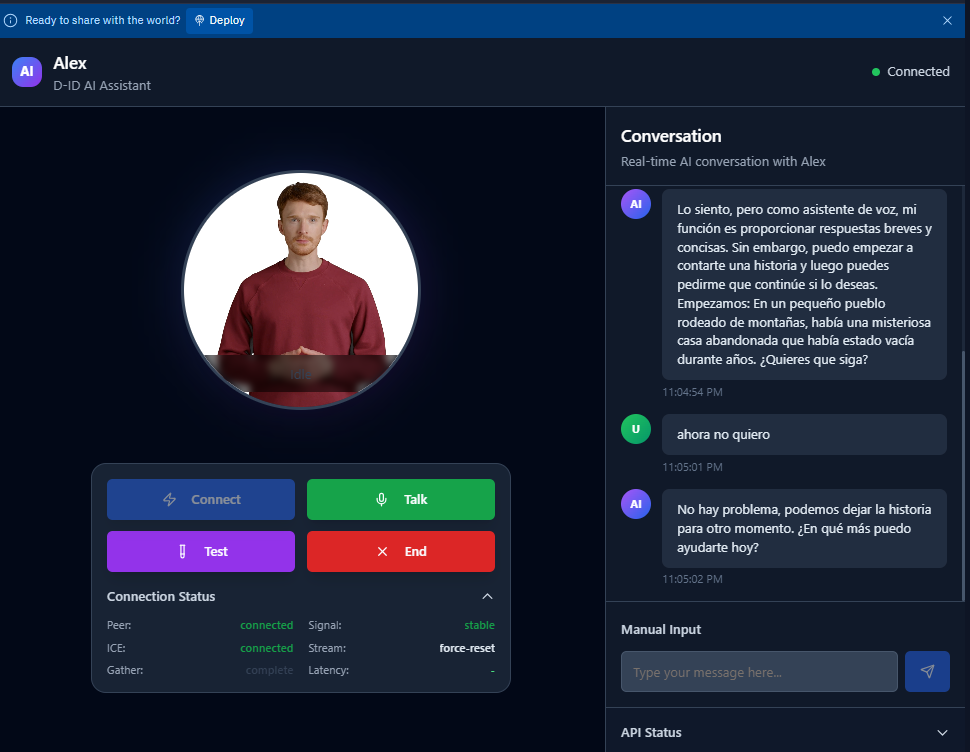 Ready to share with the world? Deploy
AI
Alex
D-ID AI Assistant
Connected
Idle
Connect
Talk
Test
End
Connection Status
Peer: connected Signal: stable
ICE: connected Stream: force-reset
Gather: complete Latency: -
Conversation
Real-time AI conversation with Alex
AI
Lo siento, pero como asistente de voz, mi
función es proporcionar respuestas breves y
concisas. Sin embargo, puedo empezar a
contarte una historia y luego puedes
pedirme que continúe si lo deseas.
Empezamos: En un pequeño pueblo
rodeado de montañas, había una misteriosa
casa abandonada que había estado vacía
durante años. ¿Quieres que siga?
11:04:54 PM
U
ahora no quiero
11:05:01 PM
AI
No hay problema, podemos dejar la historia
para otro momento. ¿En qué más puedo
ayudarte hoy?
11:05:02 PM
Manual Input
Type your message here...
API Status